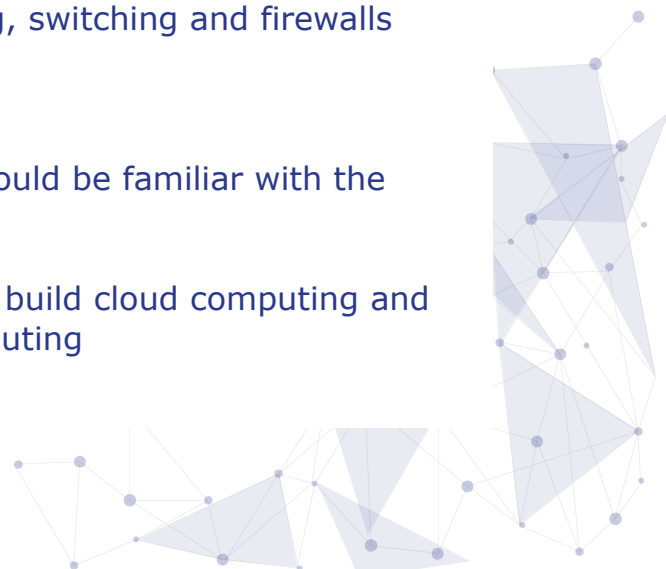 , switching and firewalls
ould be familiar with the
build cloud computing and
uting